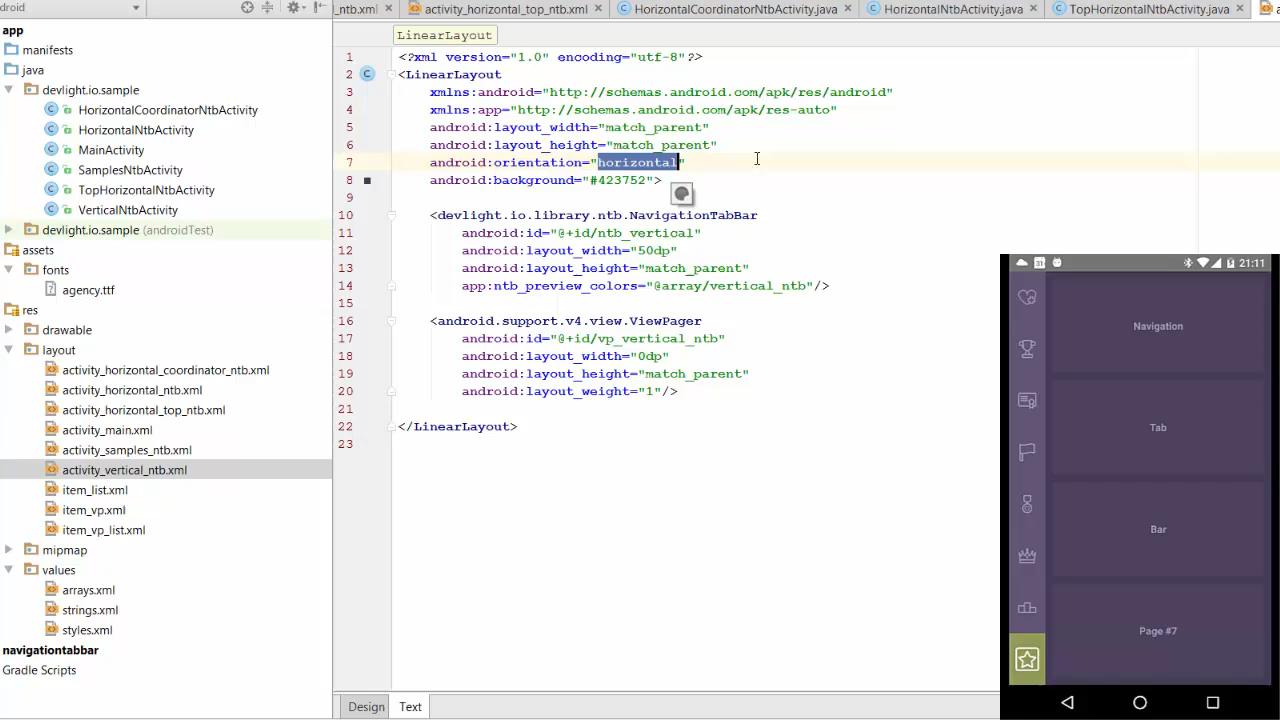 droid
_ntb.xml
activity_horizontal_top_ntb.xml
HorizontalCoordinatorNtbActivity.java
HorizontalNtbActivity.java
TopHorizontalNtbActivity.java
app
manifests
java
devlight.io.sample
HorizontalCoordinatorNtbActivity
HorizontalNtbActivity
MainActivity
SamplesNtbActivity
TopHorizontalNtbActivity
VerticalNtbActivity
devlight.io.sample (androidTest)
assets
fonts
agency.ttf
res
drawable
layout
activity_horizontal_coordinator_ntb.xml
activity_horizontal_ntb.xml
activity_horizontal_top_ntb.xml
activity_main.xml
activity_samples_ntb.xml
activity_vertical_ntb.xml
item_list.xml
item_vp.xml
item_vp_list.xml
mipmap
values
arrays.xml
strings.xml
styles.xml
navigationtabbar
Gradle Scripts
LinearLayout
1 <?xml version="1.0" encoding="utf-8"?>
2 <LinearLayout
3 xmlns:android="http://schemas.android.com/apk/res/android"
4 xmlns:app="http://schemas.android.com/apk/res-auto"
5 android:layout_width="match_parent"
6 android:layout_height="match_parent"
7 android:orientation="horizontal"
8 android:background="#423752">
9
10 <devlight.io.library.ntb.NavigationTabBar
11 android:id="@+id/ntb_vertical"
12 android:layout_width="50dp"
13 android:layout_height="match_parent"
14 app:ntb_preview_colors="@array/vertical_ntb"/>
15
16 <android.support.v4.view.ViewPager
17 android:id="@+id/vp_vertical_ntb"
18 android:layout_width="0dp"
19 android:layout_height="match_parent"
20 android:layout_weight="1"/>
21
22 </LinearLayout>
23
Design
Text
31
21:11
Navigation
Tab
Bar
Page #7